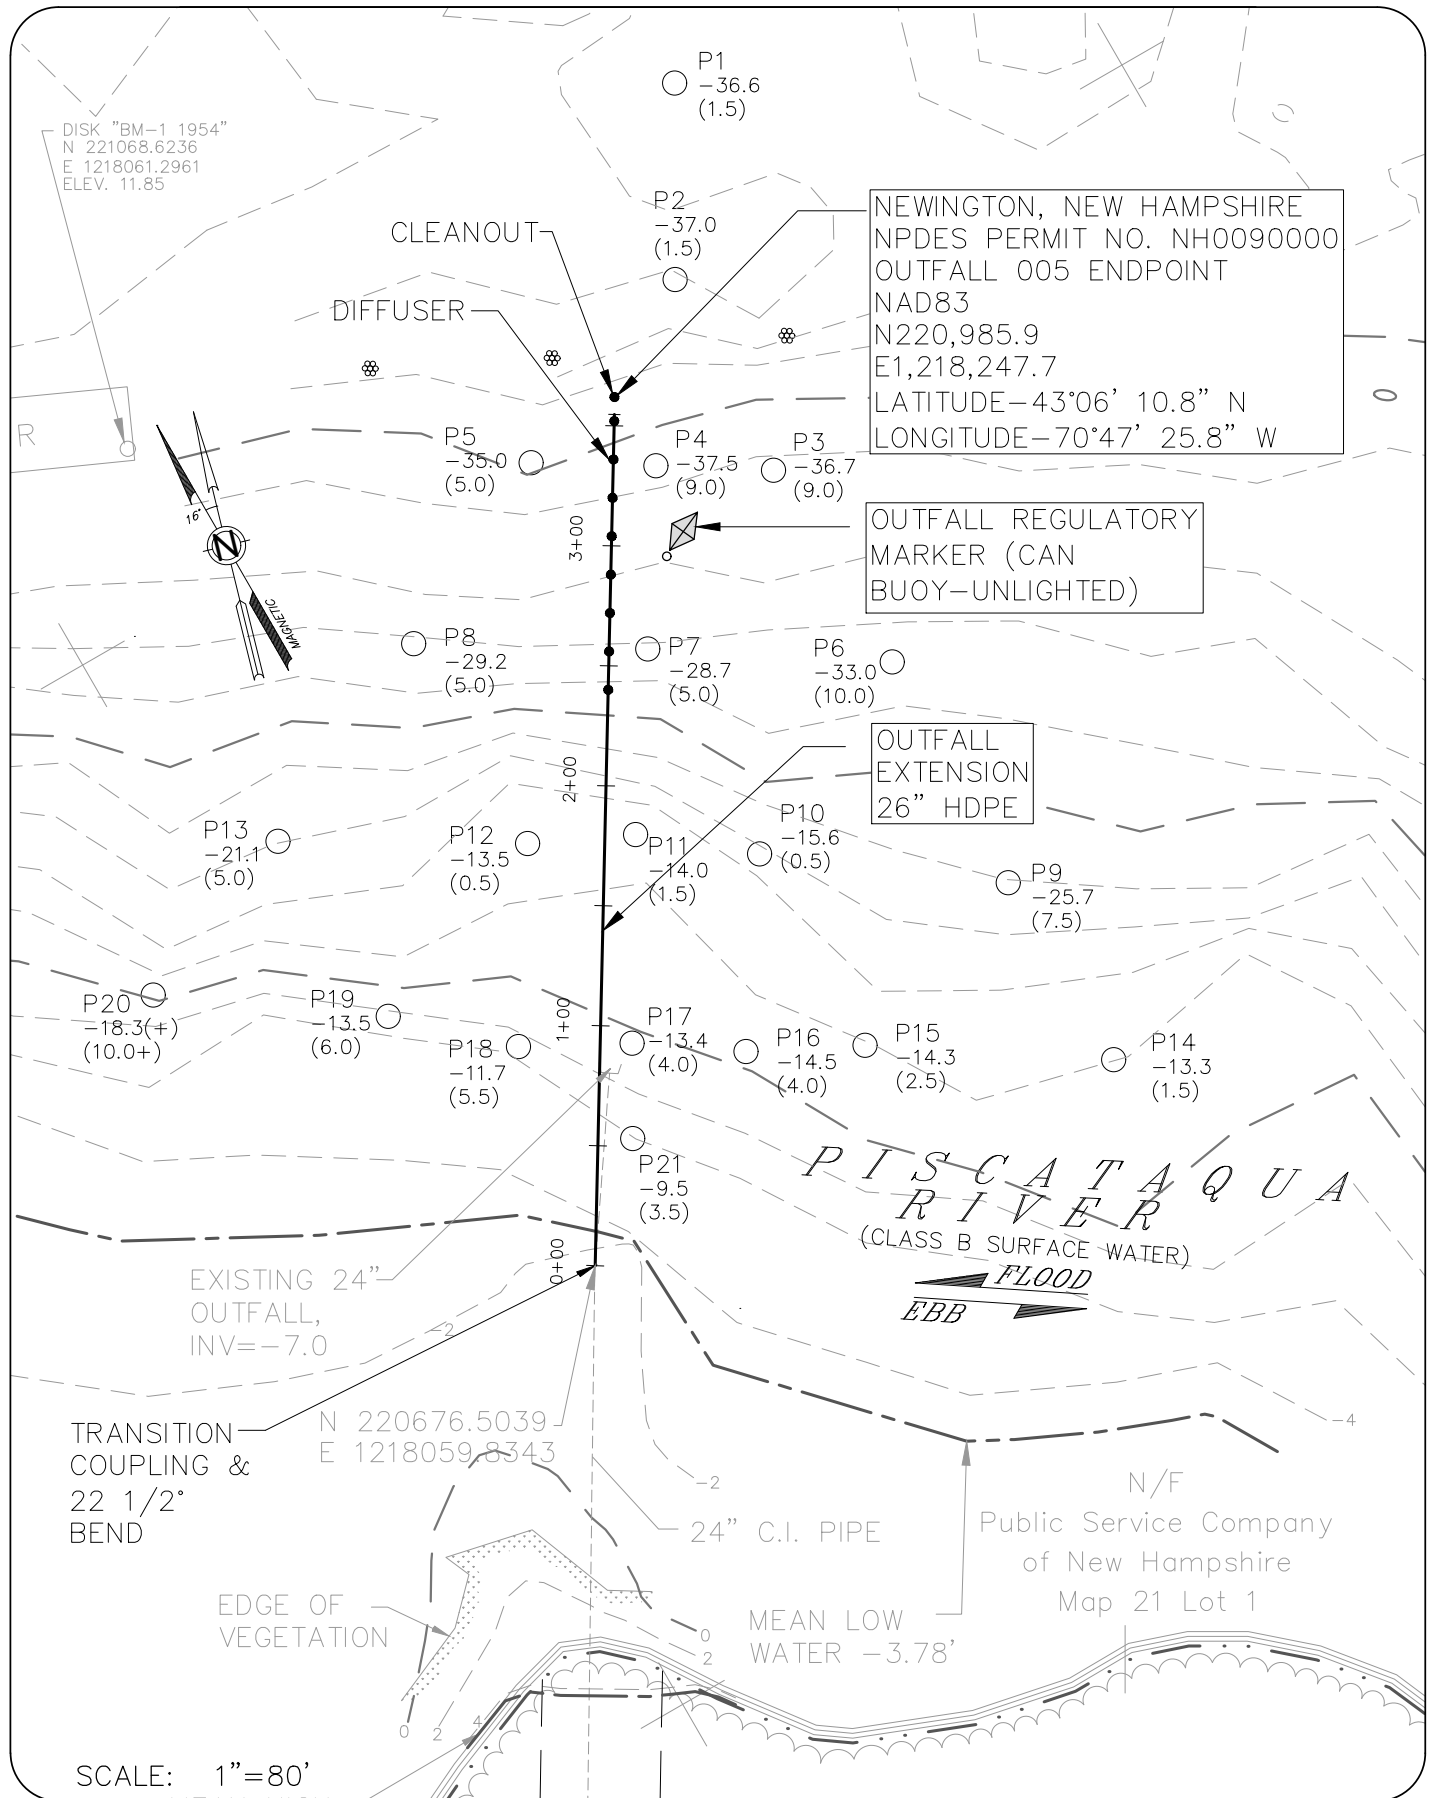 P1
-36.6
(1.5)
DISK "BM-1 1954"
N 221068.6236
E 1218061.2961
ELEV. 11.85
P2
-37.0
(1.5)
CLEANOUT
DIFFUSER
NEWINGTON, NEW HAMPSHIRE
NPDES PERMIT NO. NH0090000
OUTFALL 005 ENDPOINT
NAD83
N220,985.9
E1,218,247.7
LATITUDE-43°06' 10.8" N
LONGITUDE-70°47' 25.8" W
R
P5
-35.0
(5.0)
P4
-37.5
(9.0)
P3
-36.7
(9.0)
16°
N
MAGNETIC
3+00
OUTFALL REGULATORY
MARKER (CAN
BUOY-UNLIGHTED)
P8
-29.2
(5.0)
P7
-28.7
(5.0)
P6
-33.0
(10.0)
OUTFALL
EXTENSION
26" HDPE
2+00
P13
-21.1
(5.0)
P12
-13.5
(0.5)
P11
-14.0
(1.5)
P10
-15.6
(0.5)
P9
-25.7
(7.5)
P20
-18.3(+)
(10.0+)
P19
-13.5
(6.0)
P18
-11.7
(5.5)
1+00
P17
-13.4
(4.0)
P16
-14.5
(4.0)
P15
-14.3
(2.5)
P14
-13.3
(1.5)
P21
-9.5
(3.5)
PISCATAQUA
RIVER
(CLASS B SURFACE WATER)
FLOOD
EBB
0+00
EXISTING 24"
OUTFALL,
INV=-7.0
-2
TRANSITION
COUPLING &
22 1/2°
BEND
N 220676.5039
E 1218059.8343
-4
-2
24" C.I. PIPE
N/F
Public Service Company
of New Hampshire
Map 21 Lot 1
EDGE OF
VEGETATION
MEAN LOW
WATER -3.78'
0
2
0
2
4
SCALE: 1"=80'